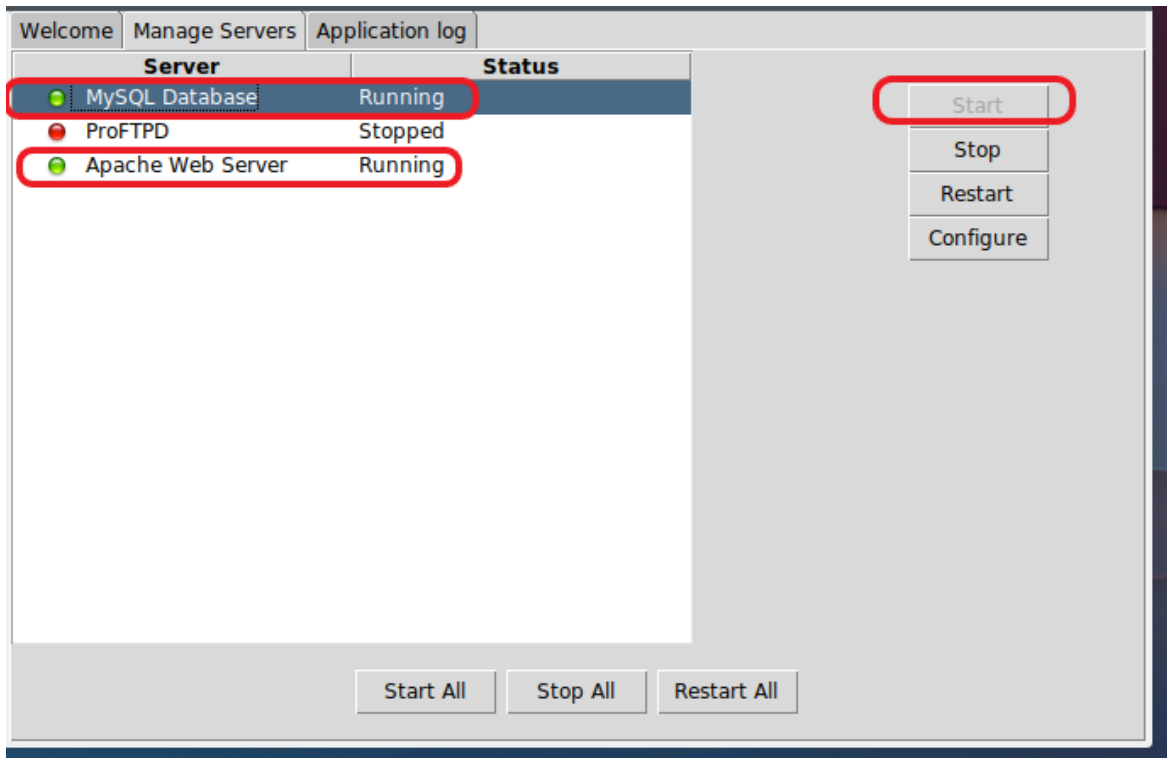 Welcome Manage Servers Application log
Server Status
MySQL Database Running
ProFTPD Stopped
Apache Web Server Running
Start
Stop
Restart
Configure
Start All Stop All Restart All